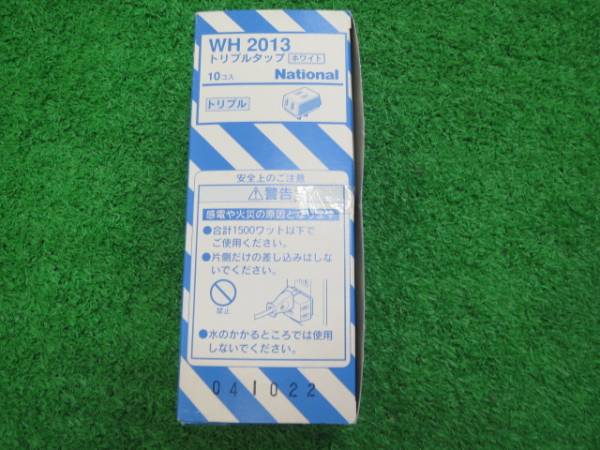 WH 2013
トリプルタップ ホワイト
10コ入 National
トリプル
安全上のご注意
⚠警告
感電や火災の原因となります
●合計1500ワット以下で
ご使用ください。
●片側だけの差し込みはしな
いでください。
禁止
●水のかかるところでは使用
しないでください。
041022